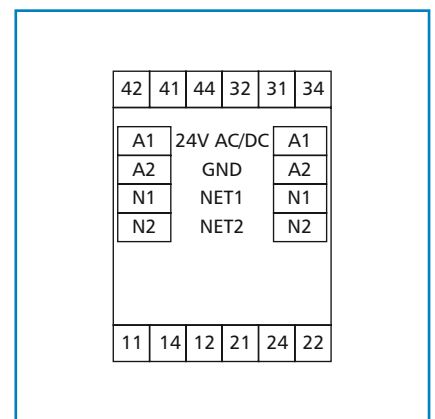 42 41 44 32 31 34
A1 24V AC/DC A1
A2 GND A2
N1 NET1 N1
N2 NET2 N2
11 14 12 21 24 22